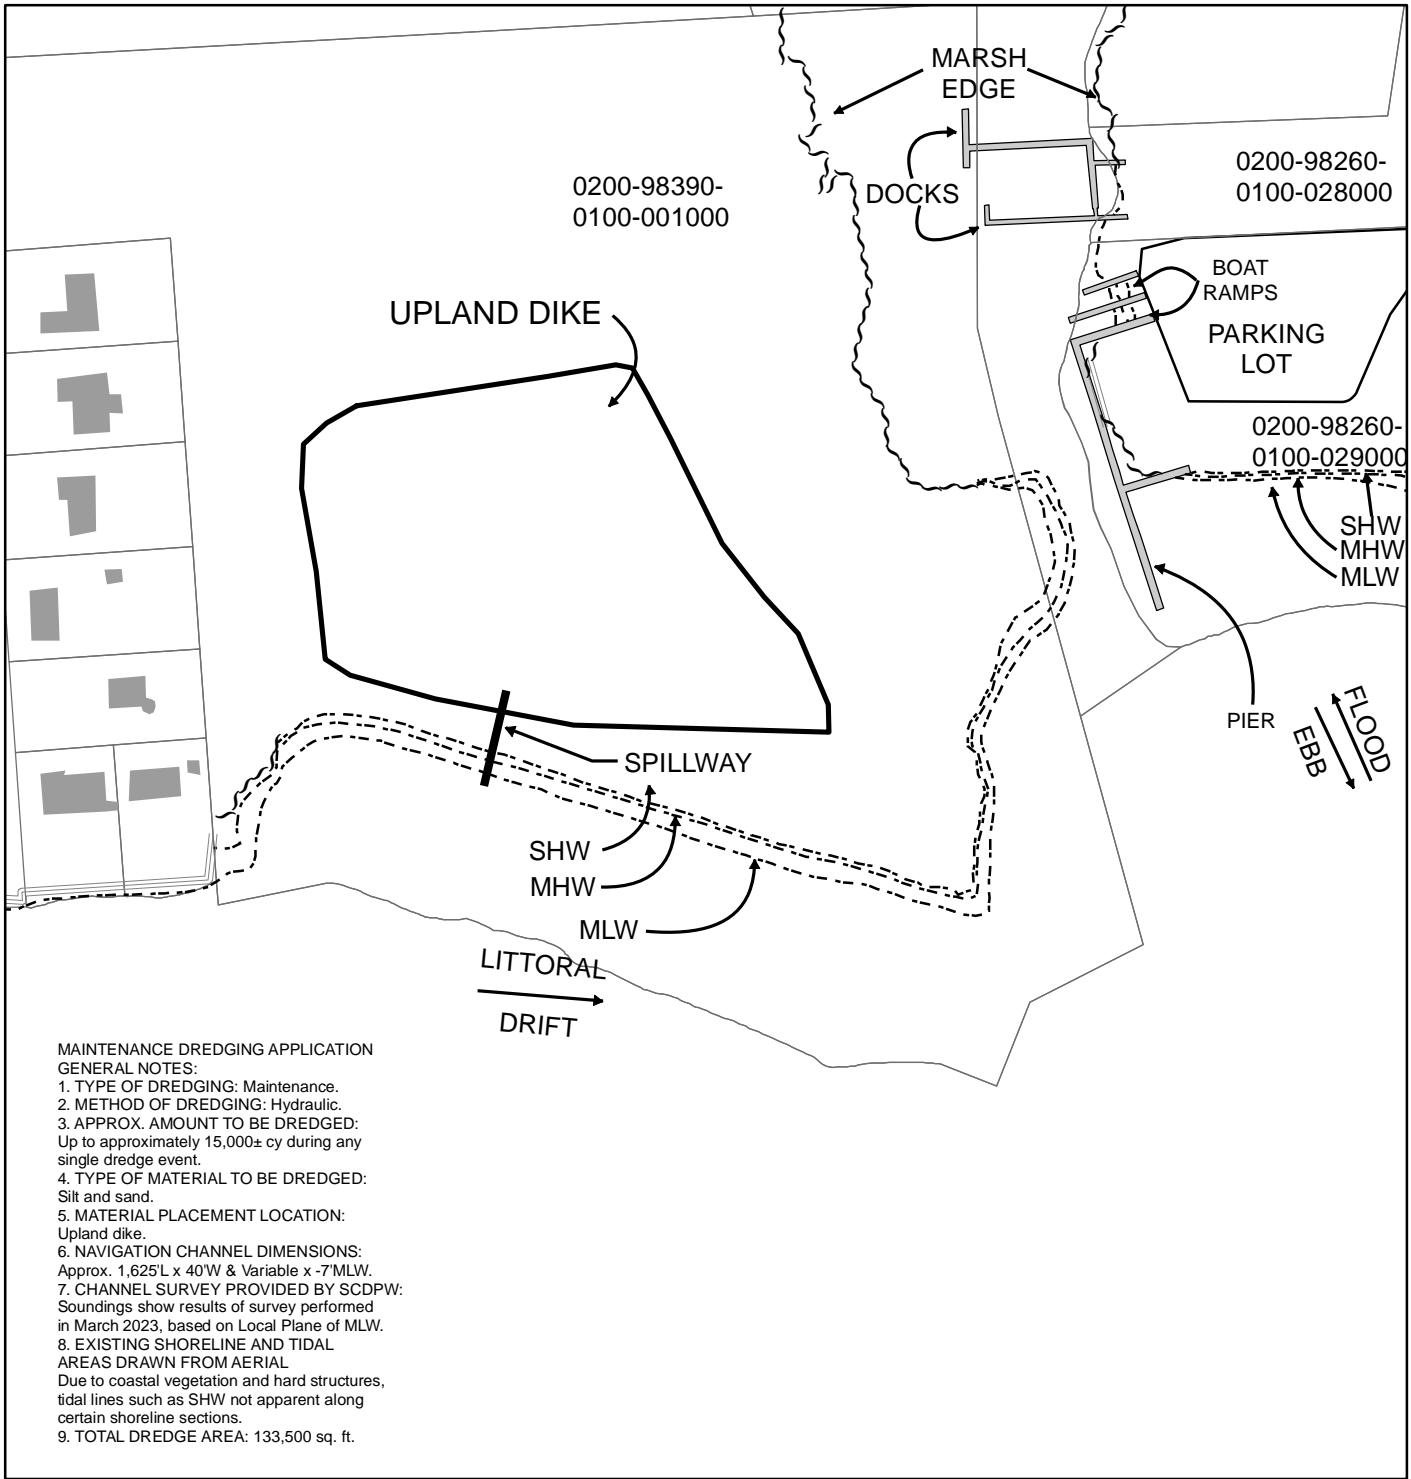 MARSH
EDGE
0200-98390-
0100-001000
DOCKS
0200-98260-
0100-028000
BOAT
RAMPS
UPLAND DIKE
PARKING
LOT
0200-98260-
0100-029000
SHW
MHW
MLW
PIER
FLOOD
EBB
SPILLWAY
SHW
MHW
MLW
LITTORAL
DRIFT
MAINTENANCE DREDGING APPLICATION
GENERAL NOTES:
1. TYPE OF DREDGING: Maintenance.
2. METHOD OF DREDGING: Hydraulic.
3. APPROX. AMOUNT TO BE DREDGED:
Up to approximately 15,000± cy during any
single dredge event.
4. TYPE OF MATERIAL TO BE DREDGED:
Silt and sand.
5. MATERIAL PLACEMENT LOCATION:
Upland dike.
6. NAVIGATION CHANNEL DIMENSIONS:
Approx. 1,625'L x 40'W & Variable x -7'MLW.
7. CHANNEL SURVEY PROVIDED BY SCDPW:
Soundings show results of survey performed
in March 2023, based on Local Plane of MLW.
8. EXISTING SHORELINE AND TIDAL
AREAS DRAWN FROM AERIAL
Due to coastal vegetation and hard structures,
tidal lines such as SHW not apparent along
certain shoreline sections.
9. TOTAL DREDGE AREA: 133,500 sq. ft.